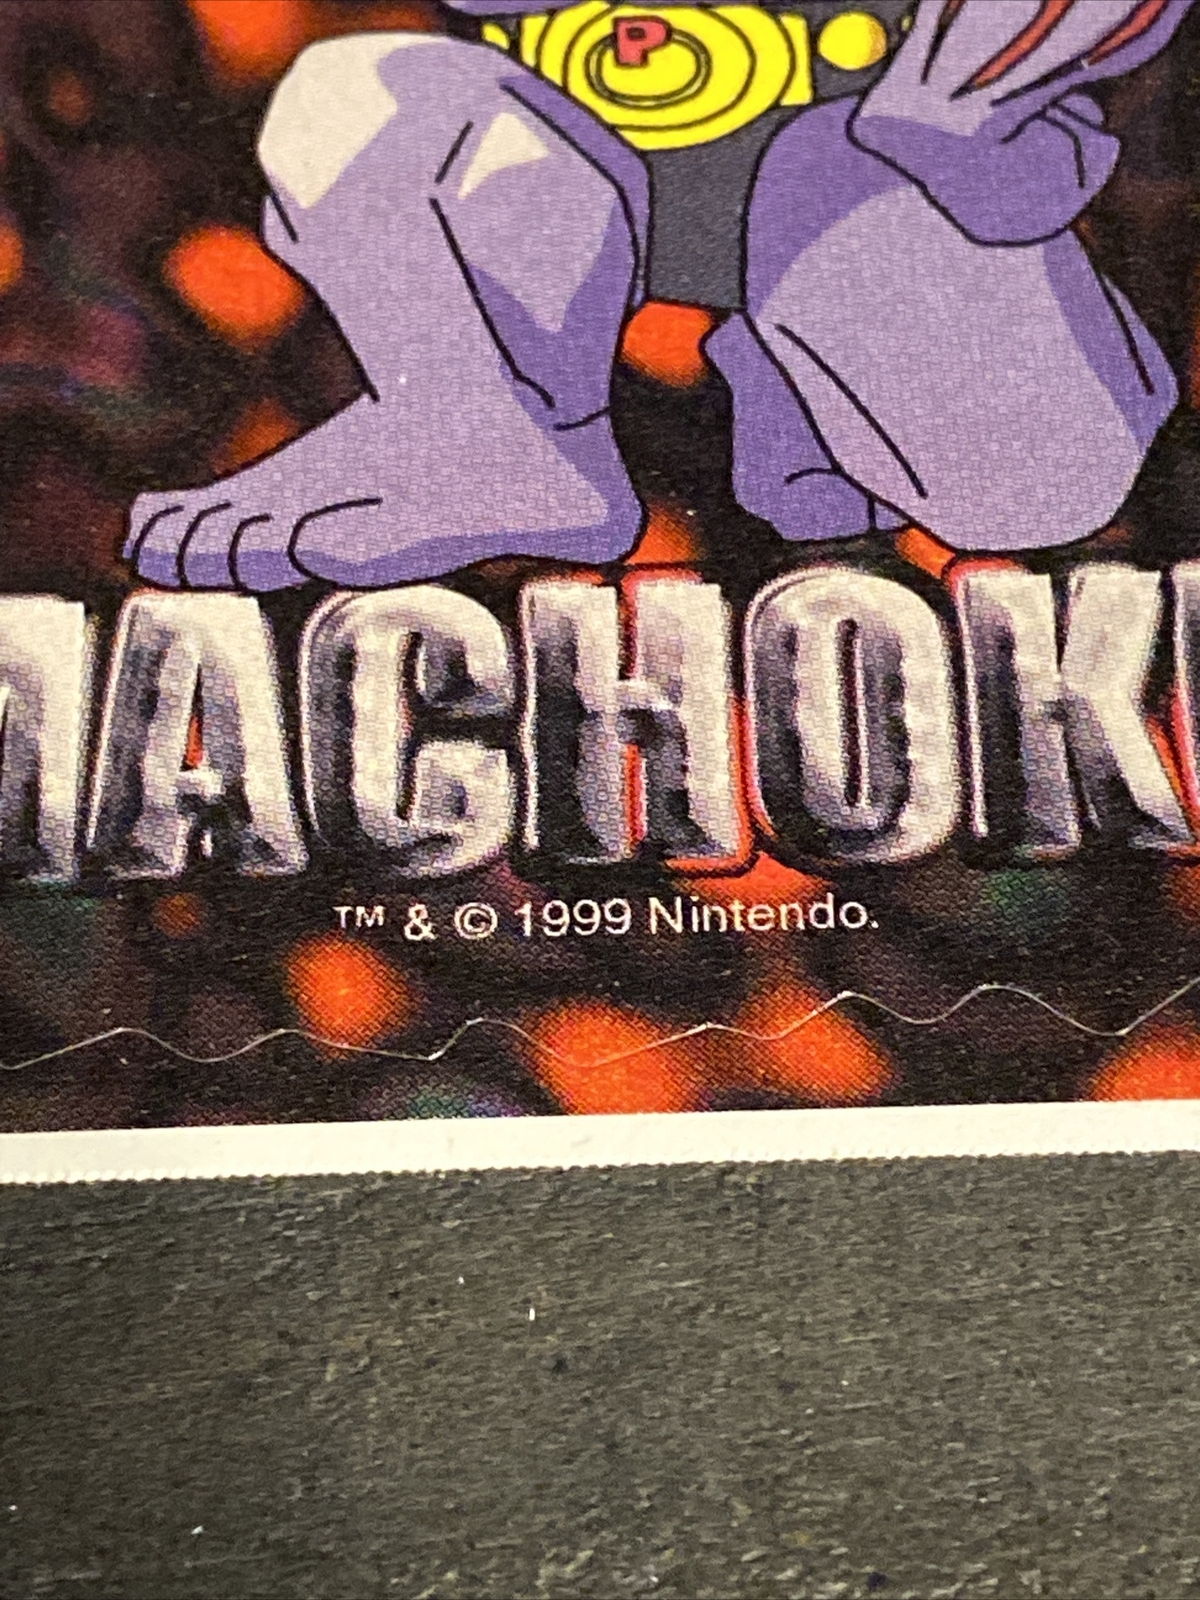 P
MACHOK
™ & © 1999 Nintendo.